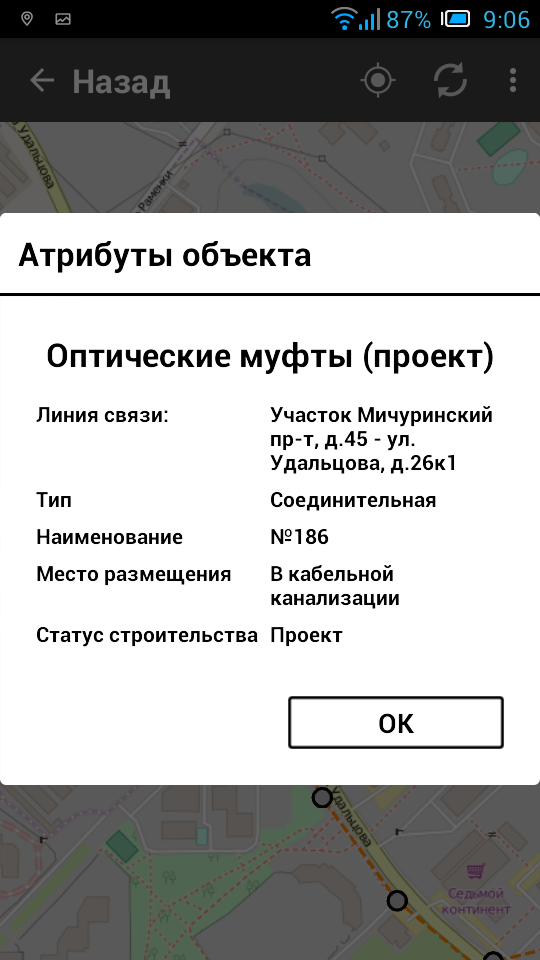 87% 9:06
Назад
Удальцова
Раменки
Атрибуты объекта
Оптические муфты (проект)
Линия связи: Участок Мичуринский
пр-т, д.45 - ул.
Удальцова, д.26к1
Тип Соединительная
Наименование №186
Место размещения В кабельной
канализации
Статус строительства Проект
ОК
Удальцова
Седьмой
континент